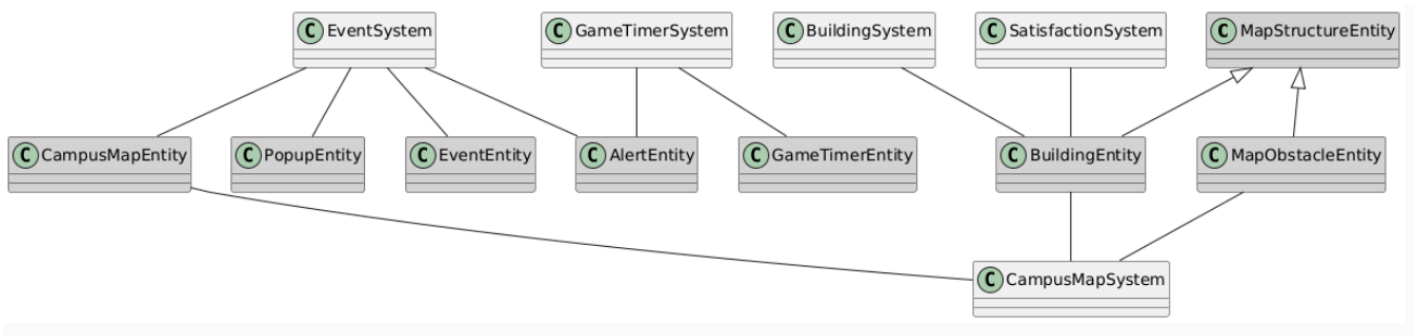 C EventSystem
C GameTimerSystem
C BuildingSystem
C SatisfactionSystem
C MapStructureEntity
C CampusMapEntity
C PopupEntity
C EventEntity
C AlertEntity
C GameTimerEntity
C BuildingEntity
C MapObstacleEntity
C CampusMapSystem